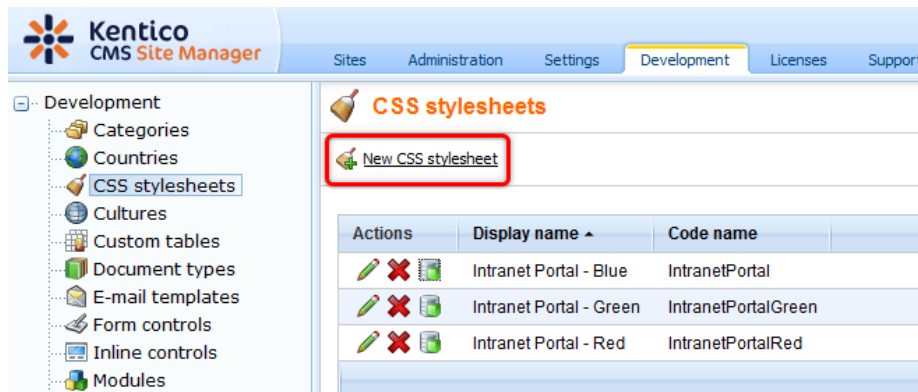 Kentico
CMS Site Manager
Sites Administration Settings Development Licenses Support
Development
Categories
Countries
CSS stylesheets
Cultures
Custom tables
Document types
E-mail templates
Form controls
Inline controls
Modules
CSS stylesheets
New CSS stylesheet
Actions Display name Code name
Intranet Portal - Blue IntranetPortal
Intranet Portal - Green IntranetPortalGreen
Intranet Portal - Red IntranetPortalRed